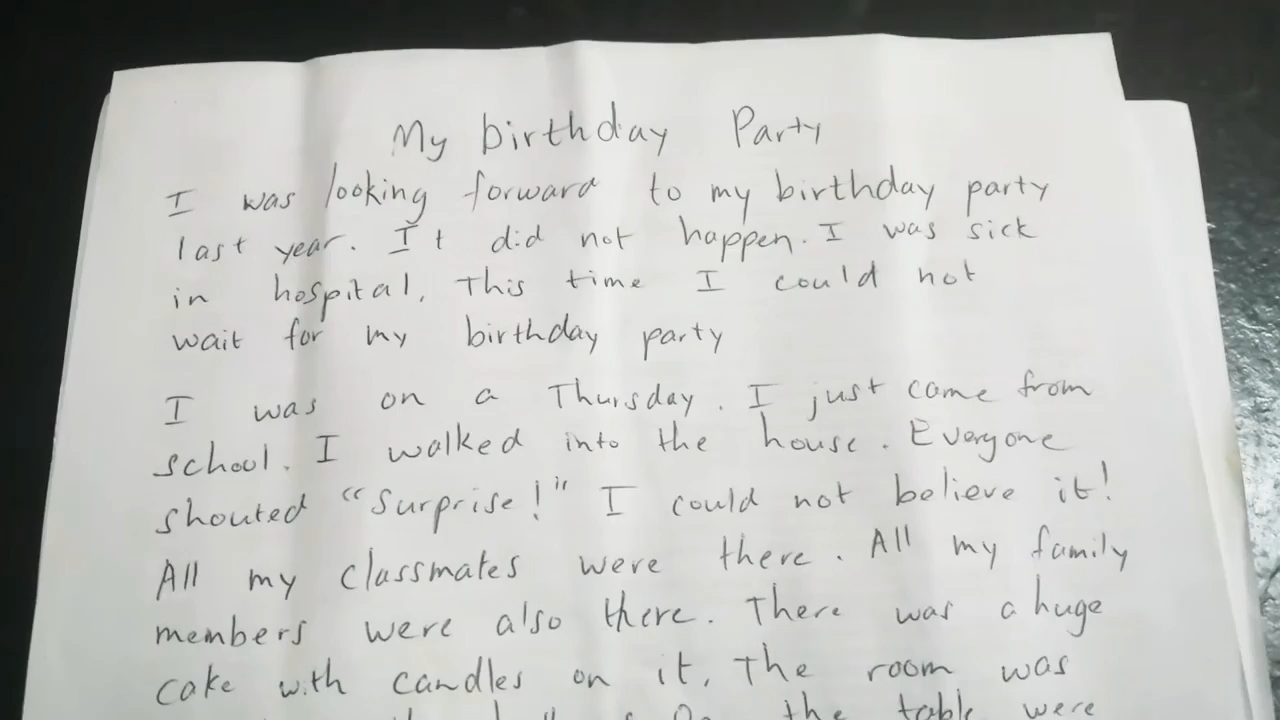 My birthday Party
I was looking forward to my birthday party
last year. It did not happen. I was sick
in hospital. This time I could not
wait for my birthday party
I was on a Thursday. I just came from
school. I walked into the house. Everyone
shouted "Surprise!" I could not believe it!
All my classmates were there. All my family
members were also there. There was a huge
cake with candles on it. The room was
the table were